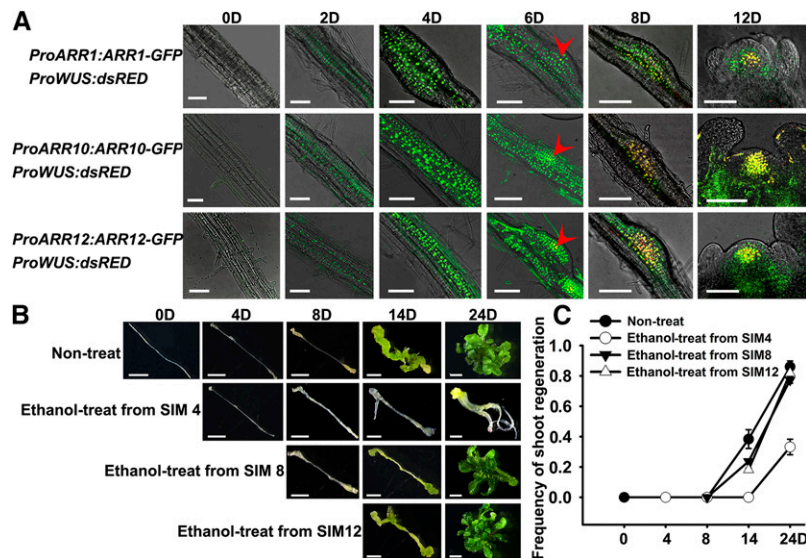 A
0D 2D 4D 6D 8D 12D
ProARR1:ARR1-GFP
ProWUS:dsRED
ProARR10:ARR10-GFP
ProWUS:dsRED
ProARR12:ARR12-GFP
ProWUS:dsRED
B
0D 4D 8D 14D 24D
Non-treat
Ethanol-treat from SIM 4
Ethanol-treat from SIM 8
Ethanol-treat from SIM12
C
Non-treat
Ethanol-treat from SIM4
Ethanol-treat from SIM8
Ethanol-treat from SIM12
Frequency of shoot regeneration
1.0
0.8
0.6
0.4
0.2
0.0
0 4 8 14 24D